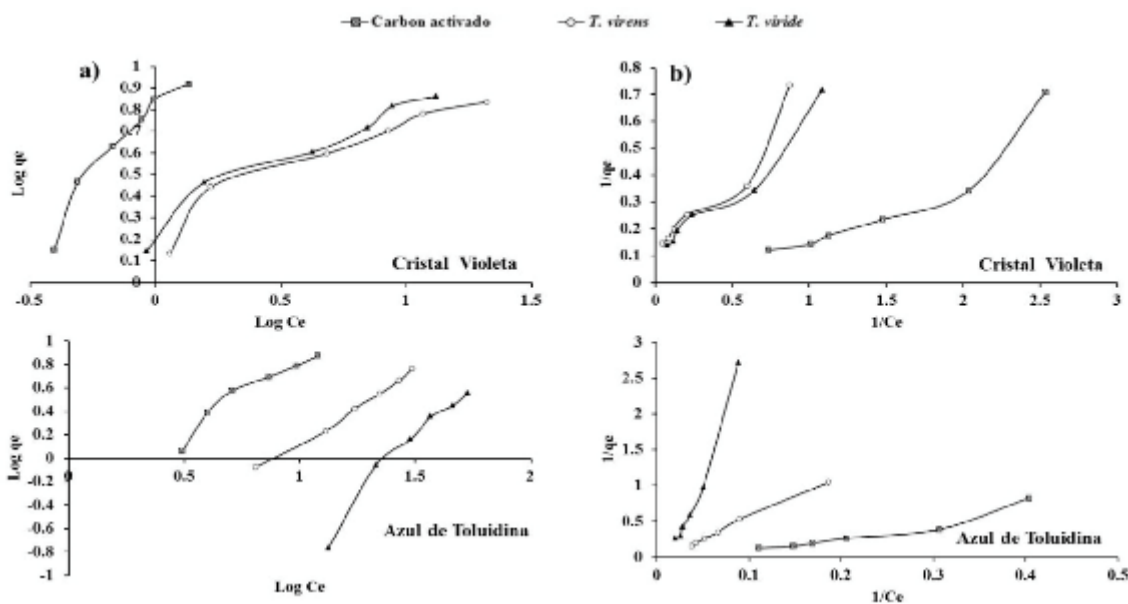 Carbon activado T. virens T. viride
a)
Log qe
1
0.9
0.8
0.7
0.6
0.5
0.4
0.3
0.2
0.1
0
-0.5 0 0.5 1 1.5
Cristal Violeta
Log Ce
b)
1/qe
0.8
0.7
0.6
0.5
0.4
0.3
0.2
0.1
0
0 0.5 1 1.5 2 2.5 3
Cristal Violeta
1/Ce
Log qe
1
0.8
0.6
0.4
0.2
0
-0.2
-0.4
-0.6
-0.8
-1
0 0.5 1 1.5 2
Azul de Toluidina
Log Ce
1/qe
3
2.5
2
1.5
1
0.5
0
0 0.1 0.2 0.3 0.4 0.5
Azul de Toluidina
1/Ce